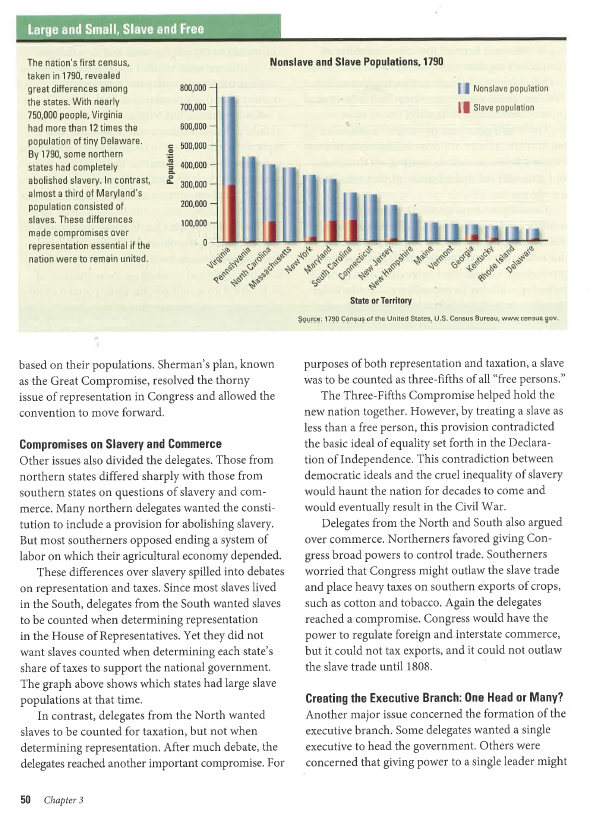 Large and Small, Slave and Free
The nation's first census,
taken in 1790, revealed
great differences among
the states. With nearly
750,000 people, Virginia
had more than 12 times the
population of tiny Delaware.
By 1790, some northern
states had completely
abolished slavery. In contrast,
almost a third of Maryland's
population consisted of
slaves. These differences
made compromises over
representation essential if the
nation were to remain united.
Nonslave and Slave Populations, 1790
Nonslave population
Slave population
Population
800,000
700,000
600,000
500,000
400,000
300,000
200,000
100,000
0
Virginia
Pennsylvania
North Carolina
Massachusetts
New York
Maryland
South Carolina
Connecticut
New Jersey
New Hampshire
Maine
Vermont
Georgia
Kentucky
Rhode Island
Delaware
State or Territory
Source: 1790 Census of the United States, U.S. Census Bureau, www.census.gov.
based on their populations. Sherman's plan, known
as the Great Compromise, resolved the thorny
issue of representation in Congress and allowed the
convention to move forward.
Compromises on Slavery and Commerce
Other issues also divided the delegates. Those from
northern states differed sharply with those from
southern states on questions of slavery and com-
merce. Many northern delegates wanted the consti-
tution to include a provision for abolishing slavery.
But most southerners opposed ending a system of
labor on which their agricultural economy depended.
These differences over slavery spilled into debates
on representation and taxes. Since most slaves lived
in the South, delegates from the South wanted slaves
to be counted when determining representation
in the House of Representatives. Yet they did not
want slaves counted when determining each state's
share of taxes to support the national government.
The graph above shows which states had large slave
populations at that time.
In contrast, delegates from the North wanted
slaves to be counted for taxation, but not when
determining representation. After much debate, the
delegates reached another important compromise. For
purposes of both representation and taxation, a slave
was to be counted as three-fifths of all "free persons."
The Three-Fifths Compromise helped hold the
new nation together. However, by treating a slave as
less than a free person, this provision contradicted
the basic ideal of equality set forth in the Declara-
tion of Independence. This contradiction between
democratic ideals and the cruel inequality of slavery
would haunt the nation for decades to come and
would eventually result in the Civil War.
Delegates from the North and South also argued
over commerce. Northerners favored giving Con-
gress broad powers to control trade. Southerners
worried that Congress might outlaw the slave trade
and place heavy taxes on southern exports of crops,
such as cotton and tobacco. Again the delegates
reached a compromise. Congress would have the
power to regulate foreign and interstate commerce,
but it could not tax exports, and it could not outlaw
the slave trade until 1808.
Creating the Executive Branch: One Head or Many?
Another major issue concerned the formation of the
executive branch. Some delegates wanted a single
executive to head the government. Others were
concerned that giving power to a single leader might
50 Chapter 3